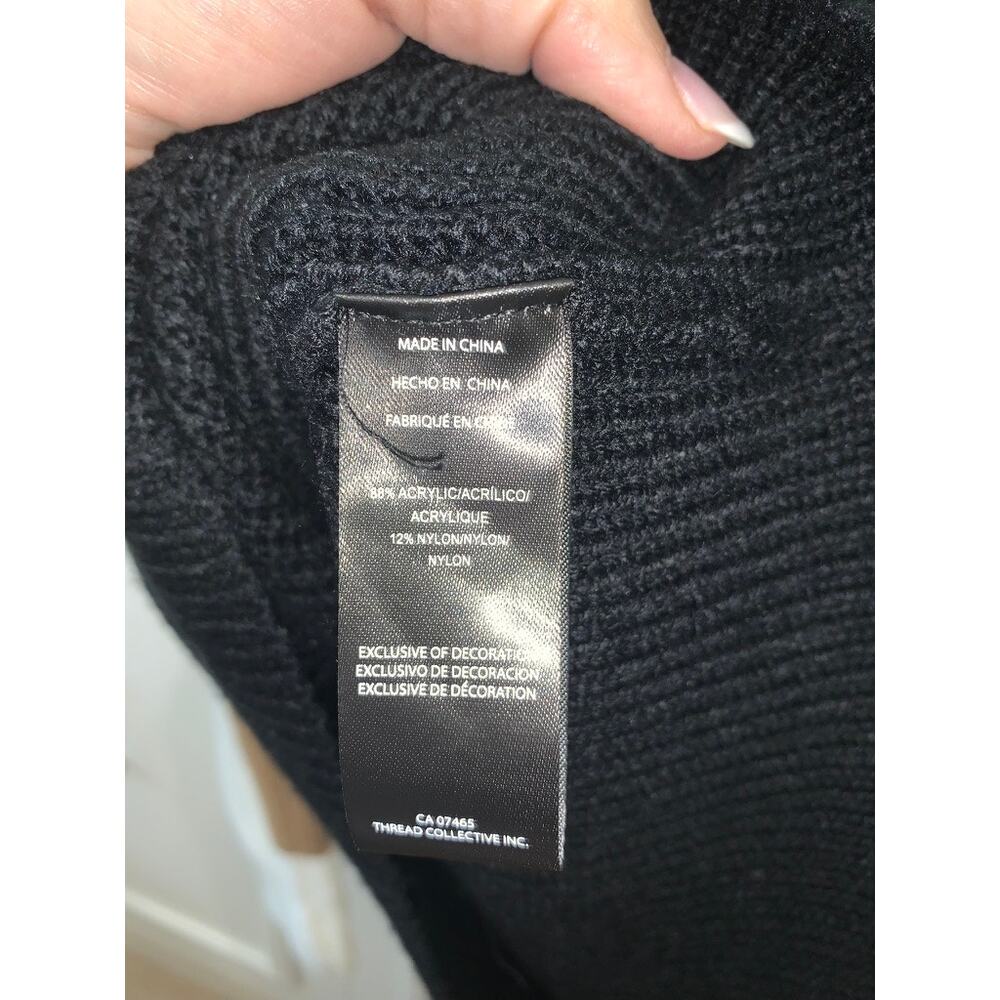 MADE IN CHINA
HECHO EN CHINA
FABRIQUÉ EN
88% ACRYLIC/ACRÍLICO/
ACRYLIQUE
12% NYLON/NYLON/
NYLON
EXCLUSIVE OF DECORATION
EXCLUSIVO DE DECORACIÓN
EXCLUSIVE DE DÉCORATION
CA 07465
THREAD COLLECTIVE INC.